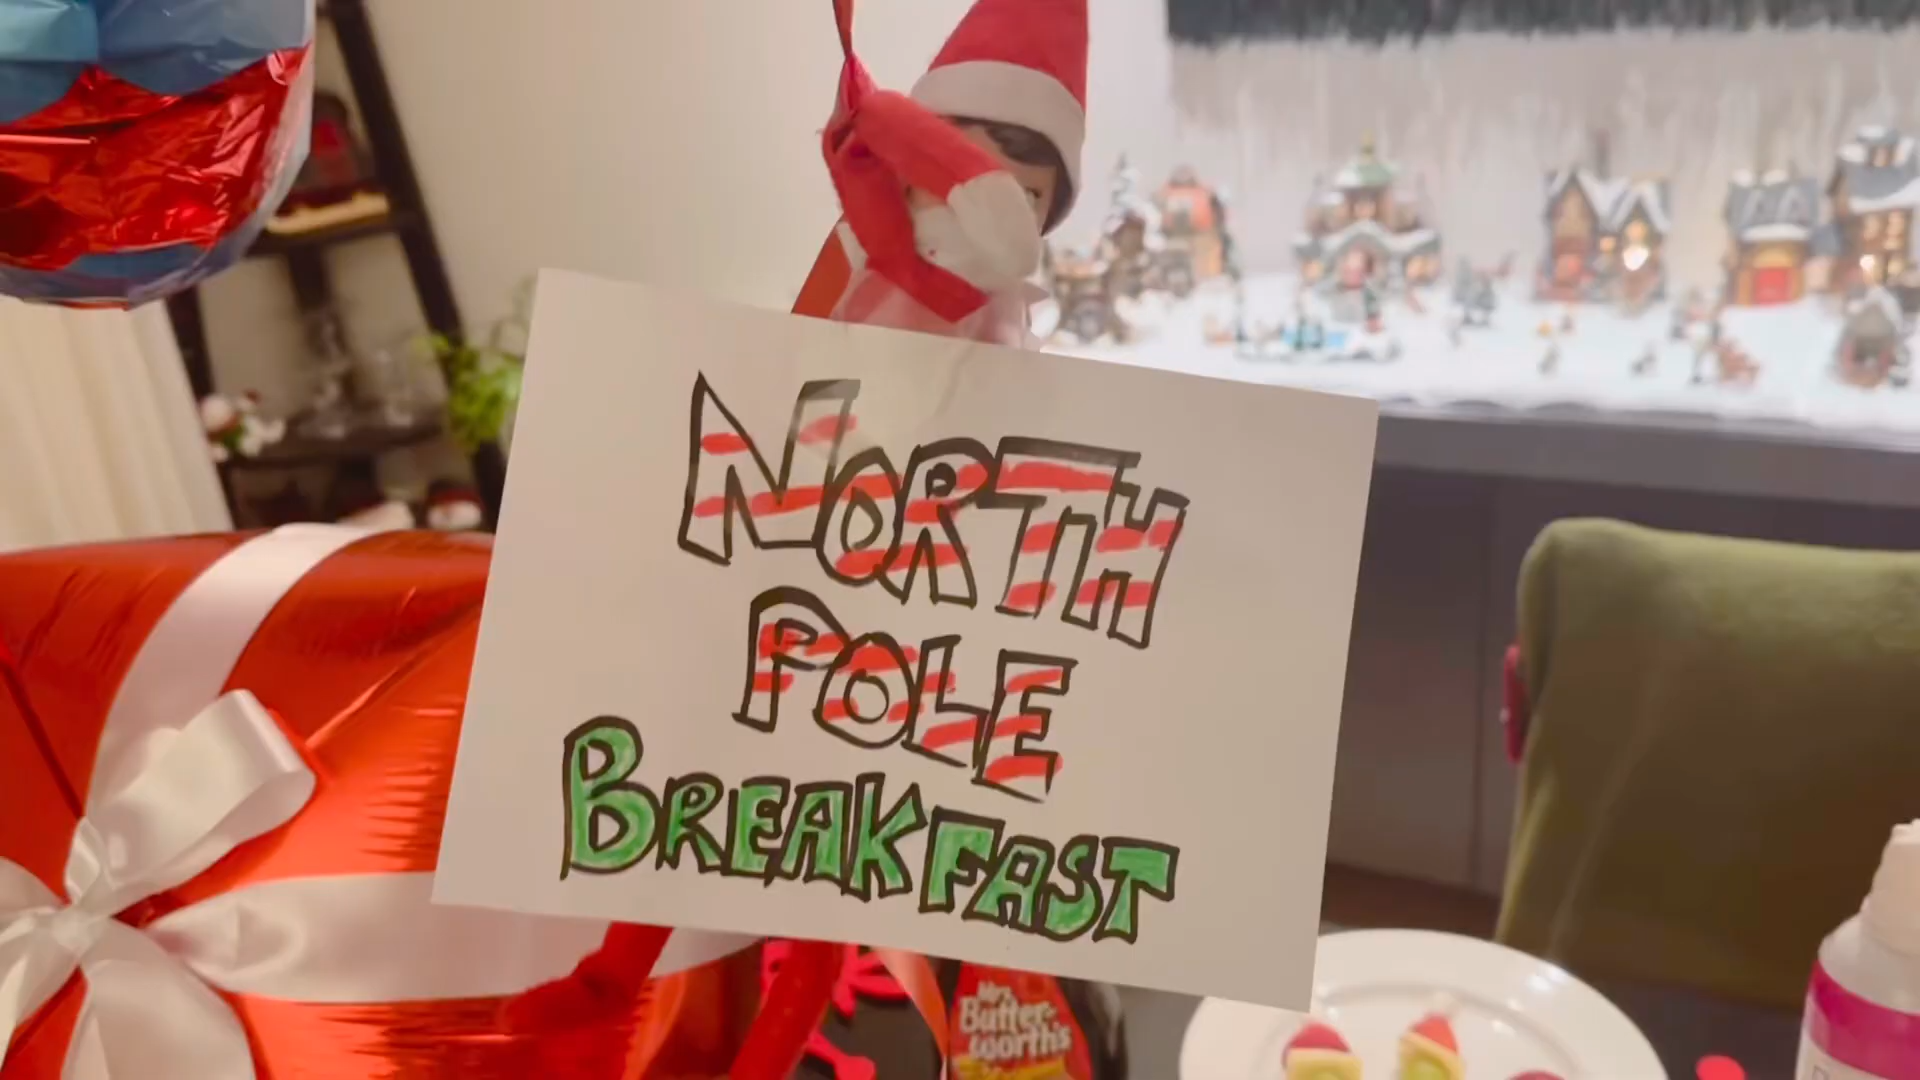 NORTH
POLE
BREAKFAST
Mrs.
Butter-
worth's